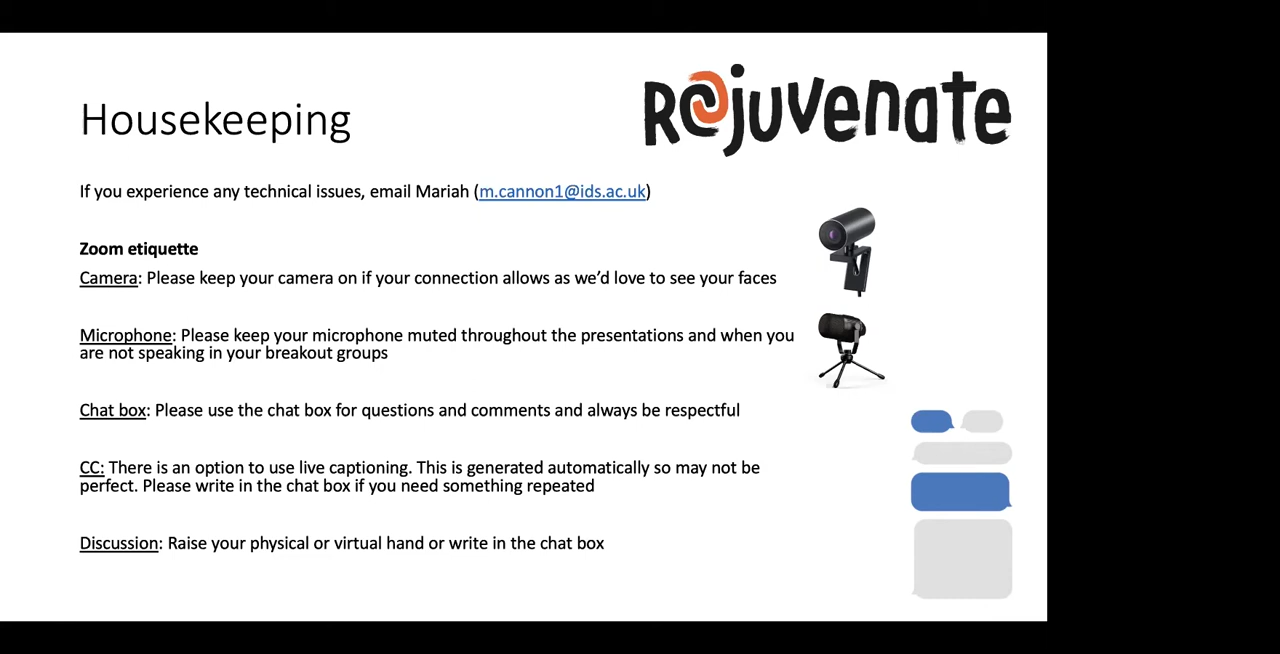 Housekeeping
Rejuvenate
If you experience any technical issues, email Mariah (m.cannon1@ids.ac.uk)
Zoom etiquette
Camera: Please keep your camera on if your connection allows as we’d love to see your faces
Microphone: Please keep your microphone muted throughout the presentations and when you
are not speaking in your breakout groups
Chat box: Please use the chat box for questions and comments and always be respectful
CC: There is an option to use live captioning. This is generated automatically so may not be
perfect. Please write in the chat box if you need something repeated
Discussion: Raise your physical or virtual hand or write in the chat box